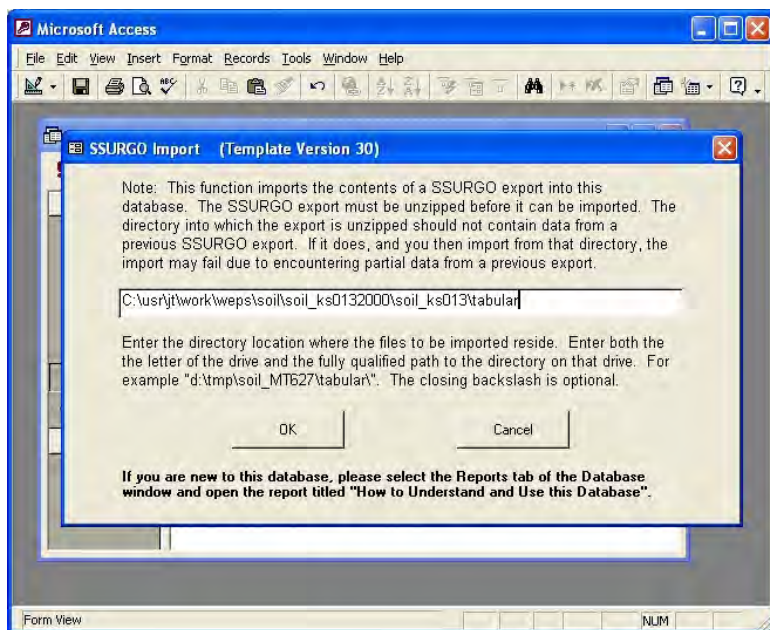 Microsoft Access
File Edit View Insert Format Records Tools Window Help
SSURGO Import (Template Version 30)
Note: This function imports the contents of a SSURGO export into this
database. The SSURGO export must be unzipped before it can be imported. The
directory into which the export is unzipped should not contain data from a
previous SSURGO export. If it does, and you then import from that directory, the
import may fail due to encountering partial data from a previous export.
C:\usr\jt\work\weps\soil\soil_ks0132000\soil_ks013\tabular
Enter the directory location where the files to be imported reside. Enter both the
the letter of the drive and the fully qualified path to the directory on that drive. For
example "d:\tmp\soil_MT627\tabular\". The closing backslash is optional.
OK Cancel
If you are new to this database, please select the Reports tab of the Database
window and open the report titled "How to Understand and Use this Database".
Form View NUM